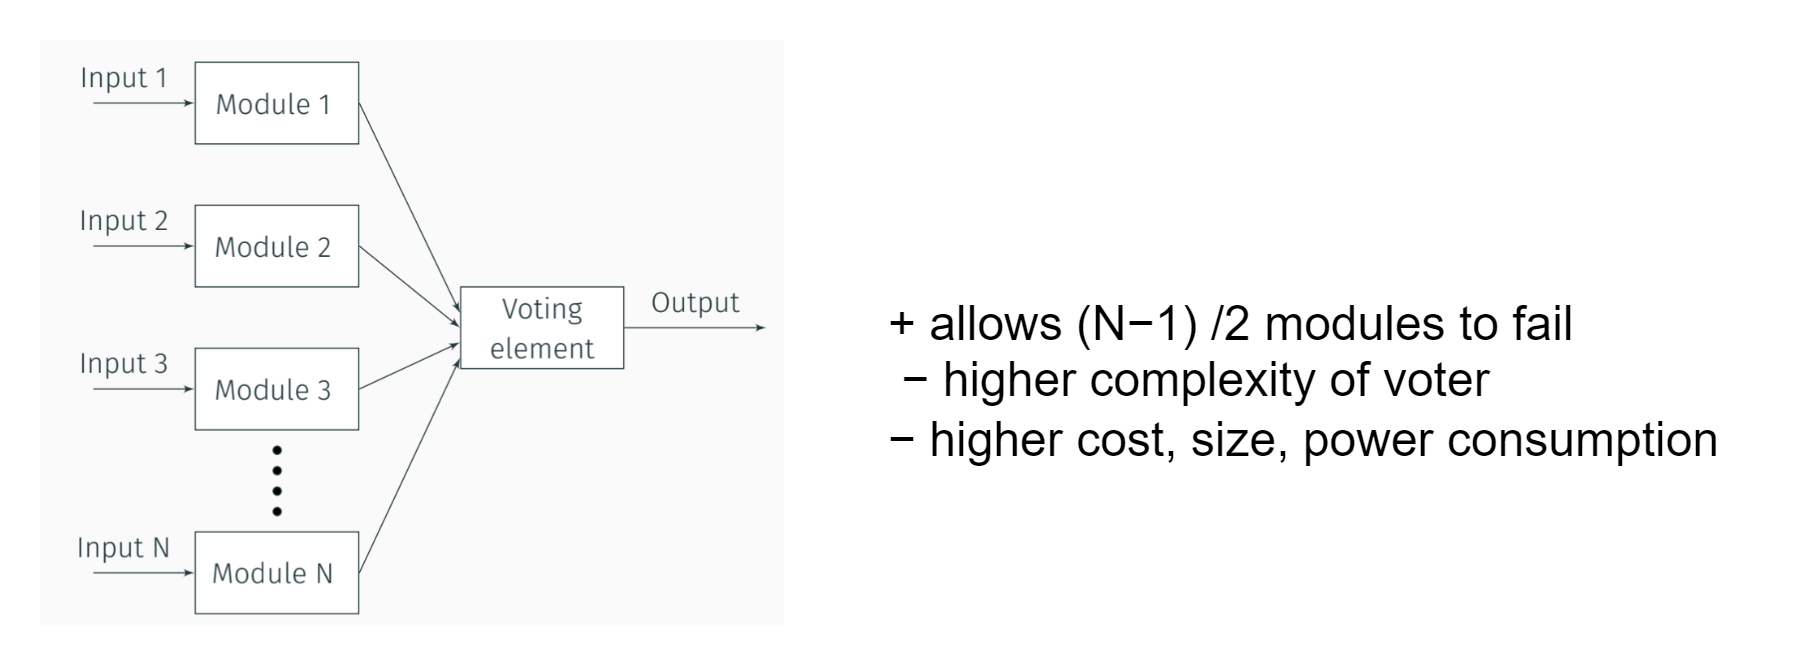 Input 1
Module 1
Input 2
Module 2
Input 3
Module 3
Input N
Module N
Voting
element
Output
+ allows (N−1) /2 modules to fail
− higher complexity of voter
− higher cost, size, power consumption